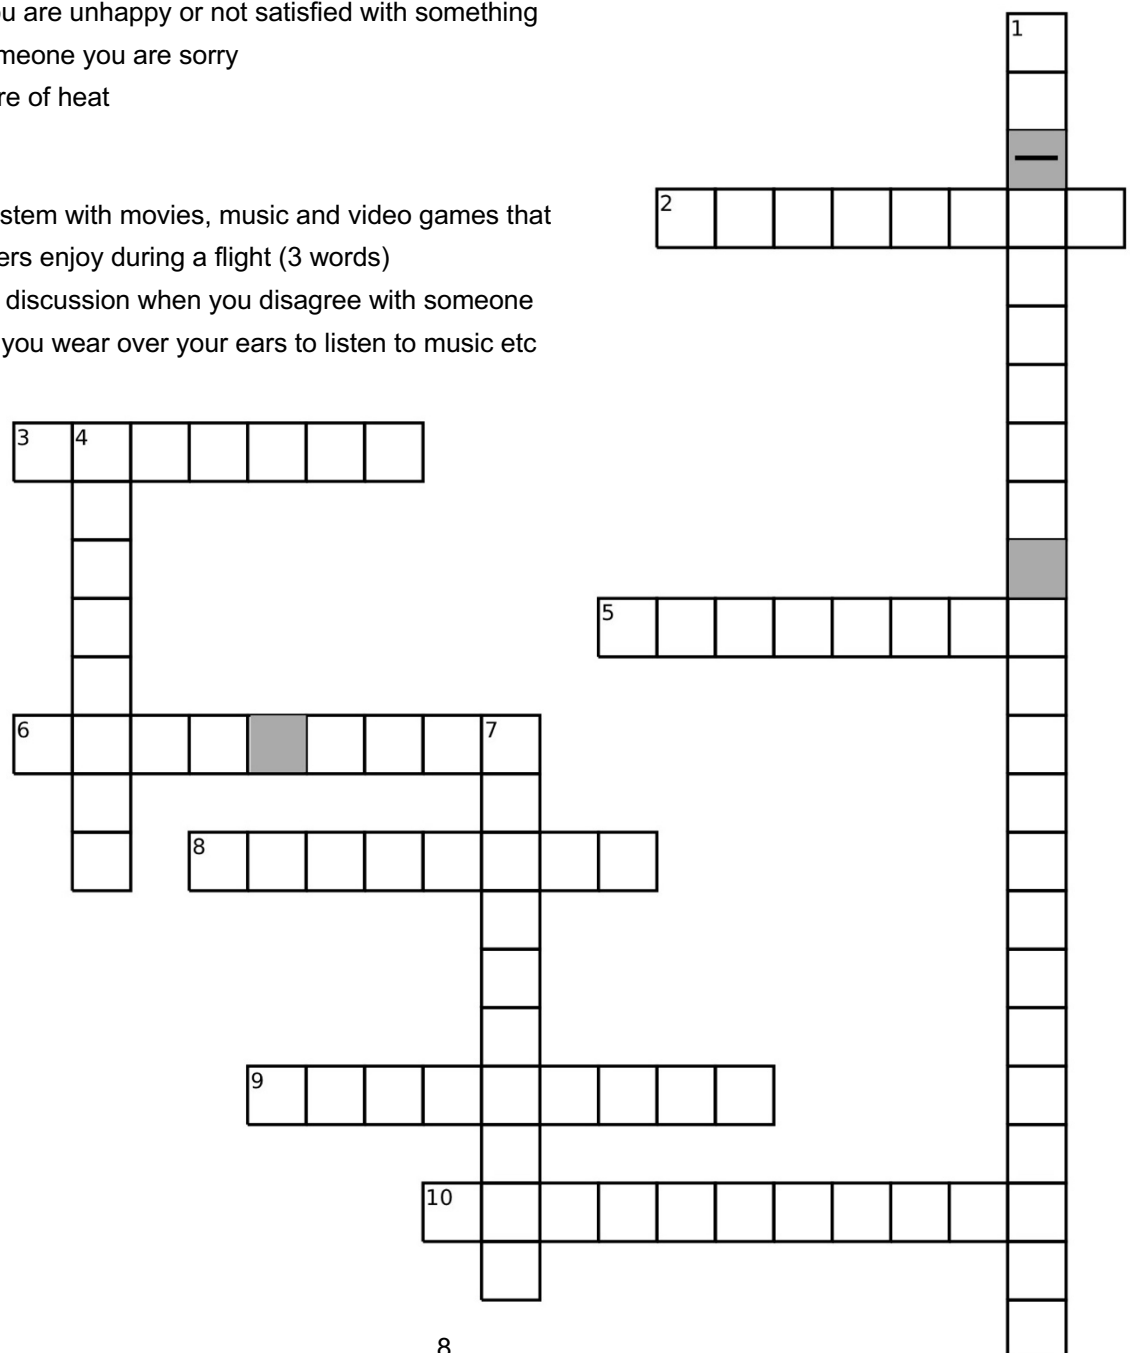 u are unhappy or not satisfied with something
meone you are sorry
re of heat
stem with movies, music and video games that
ers enjoy during a flight (3 words)
discussion when you disagree with someone
you wear over your ears to listen to music etc
1
2
3 4
5
6 7
8
9
10
8